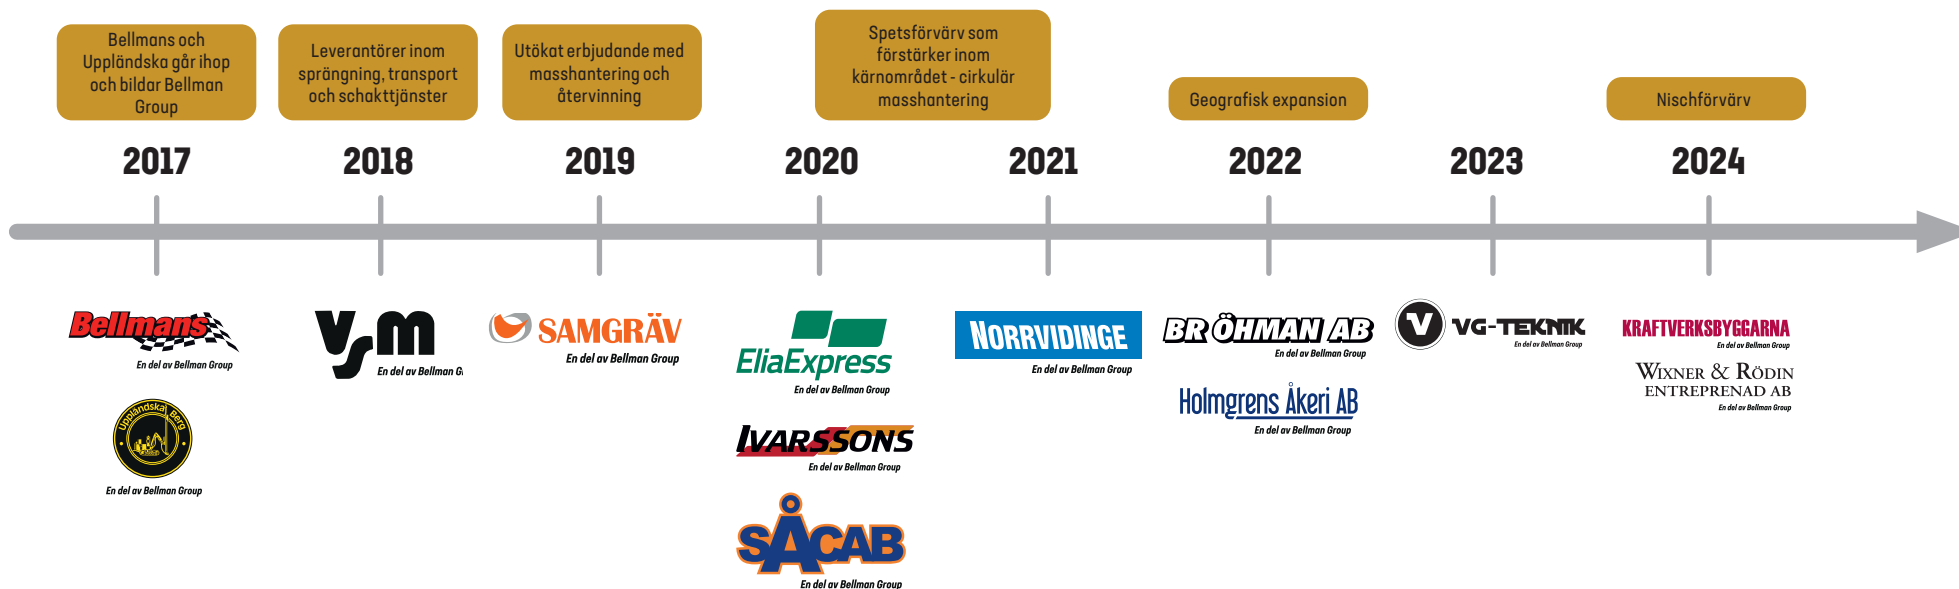 Bellmans och
Uppländska går ihop
och bildar Bellman
Group
Leverantörer inom
sprängning, transport
och schakttjänster
Utökat erbjudande med
masshantering och
återvinning
Spetsförvärv som
förstärker inom
kärnområdet - cirkulär
masshantering
Geografisk expansion
Nischförvärv
2017
2018
2019
2020
2021
2022
2023
2024
Bellmans
En del av Bellman Group
Uppländska Berg
En del av Bellman Group
VSM
En del av Bellman G
SAMGRÄV
En del av Bellman Group
EliaExpress
En del av Bellman Group
IVARSSONS
En del av Bellman Group
SÅCAB
En del av Bellman Group
NORRVIDINGE
En del av Bellman Group
BR ÖHMAN AB
En del av Bellman Group
Holmgrens Åkeri AB
En del av Bellman Group
V VG-TEKNIK
En del av Bellman Group
KRAFTVERKSBYGGARNA
En del av Bellman Group
WIXNER & RÖDIN
ENTREPRENAD AB
En del av Bellman Group